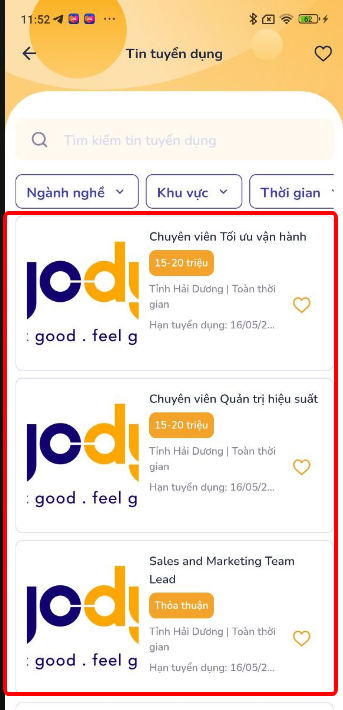 11:52
62
Tin tuyển dụng
Tìm kiếm tin tuyển dụng
Ngành nghề
Khu vực
Thời gian
Chuyên viên Tối ưu vận hành
15-20 triệu
Tỉnh Hải Dương | Toàn thời
gian
Hạn tuyển dụng: 16/05/2...
jody
good . feel g
Chuyên viên Quản trị hiệu suất
15-20 triệu
Tỉnh Hải Dương | Toàn thời
gian
Hạn tuyển dụng: 16/05/2...
jody
good . feel g
Sales and Marketing Team
Lead
Thỏa thuận
Tỉnh Hải Dương | Toàn thời
gian
Hạn tuyển dụng: 16/05/2...
jody
good . feel g